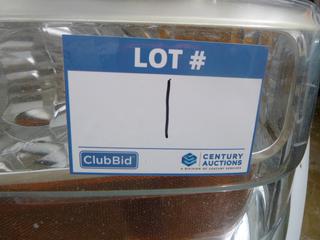 LOT #
1
ClubBid
CENTURY
AUCTIONS
A DIVISION OF CENTURY SERVICES